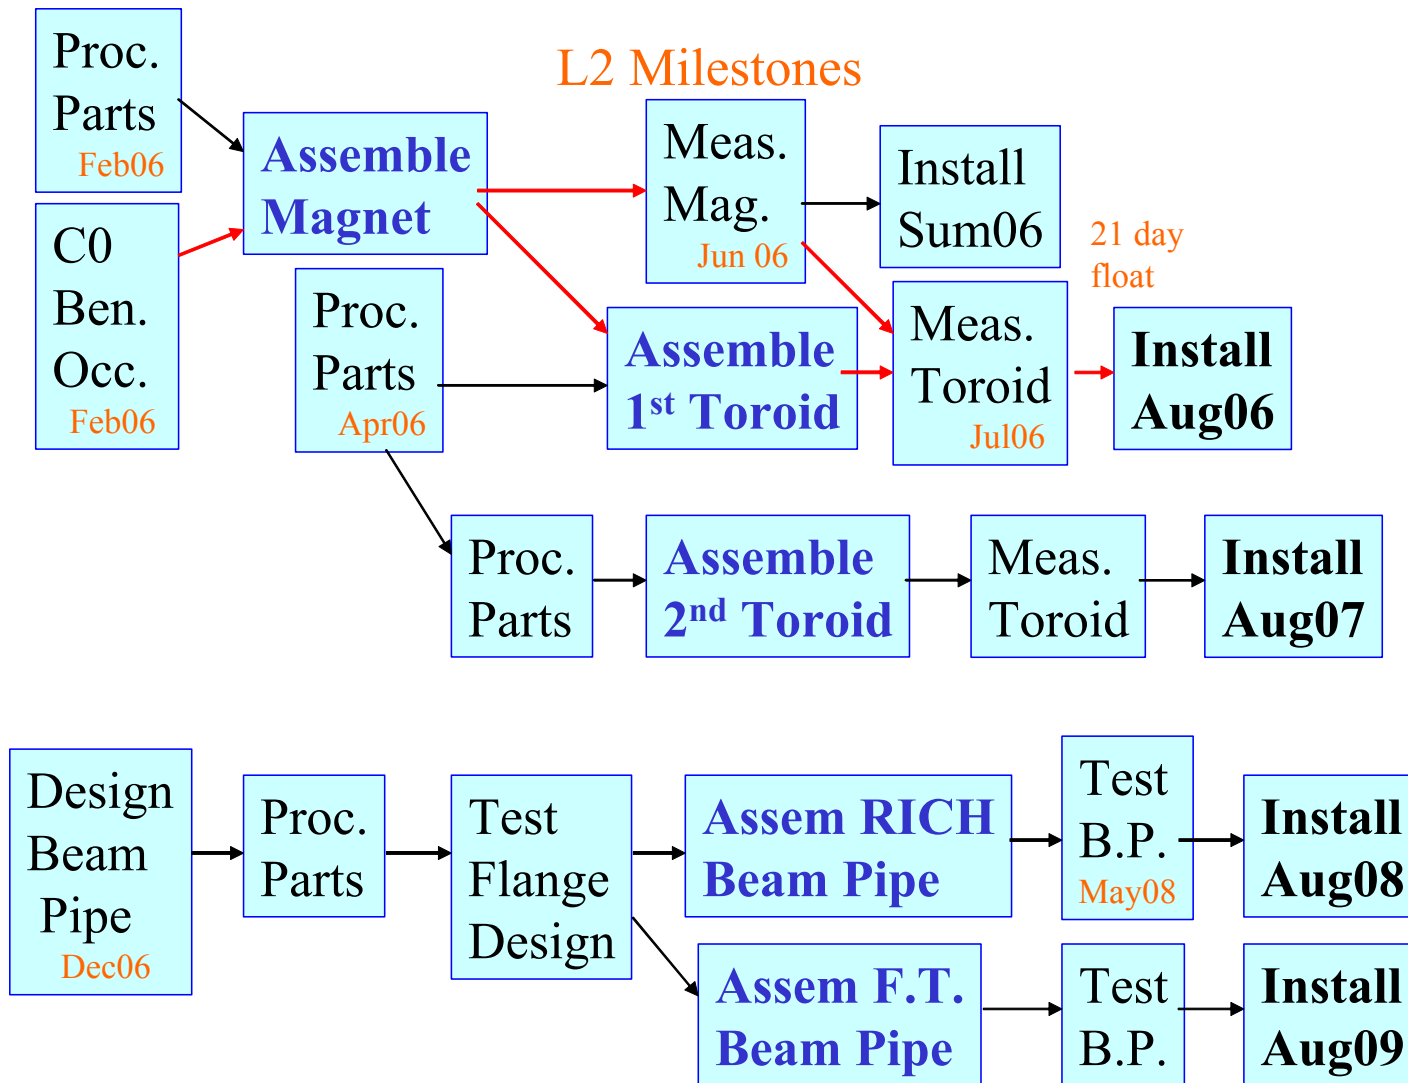 Proc.
Parts
Feb06
L2 Milestones
Assemble
Magnet
Meas.
Mag.
Jun 06
Install
Sum06
C0
Ben.
Occ.
Feb06
Proc.
Parts
Apr06
Assemble
1st Toroid
Meas.
Toroid
Jul06
21 day
float
Install
Aug06
Proc.
Parts
Assemble
2nd Toroid
Meas.
Toroid
Install
Aug07
Design
Beam
Pipe
Dec06
Proc.
Parts
Test
Flange
Design
Assem RICH
Beam Pipe
Test
B.P.
May08
Install
Aug08
Assem F.T.
Beam Pipe
Test
B.P.
Install
Aug09